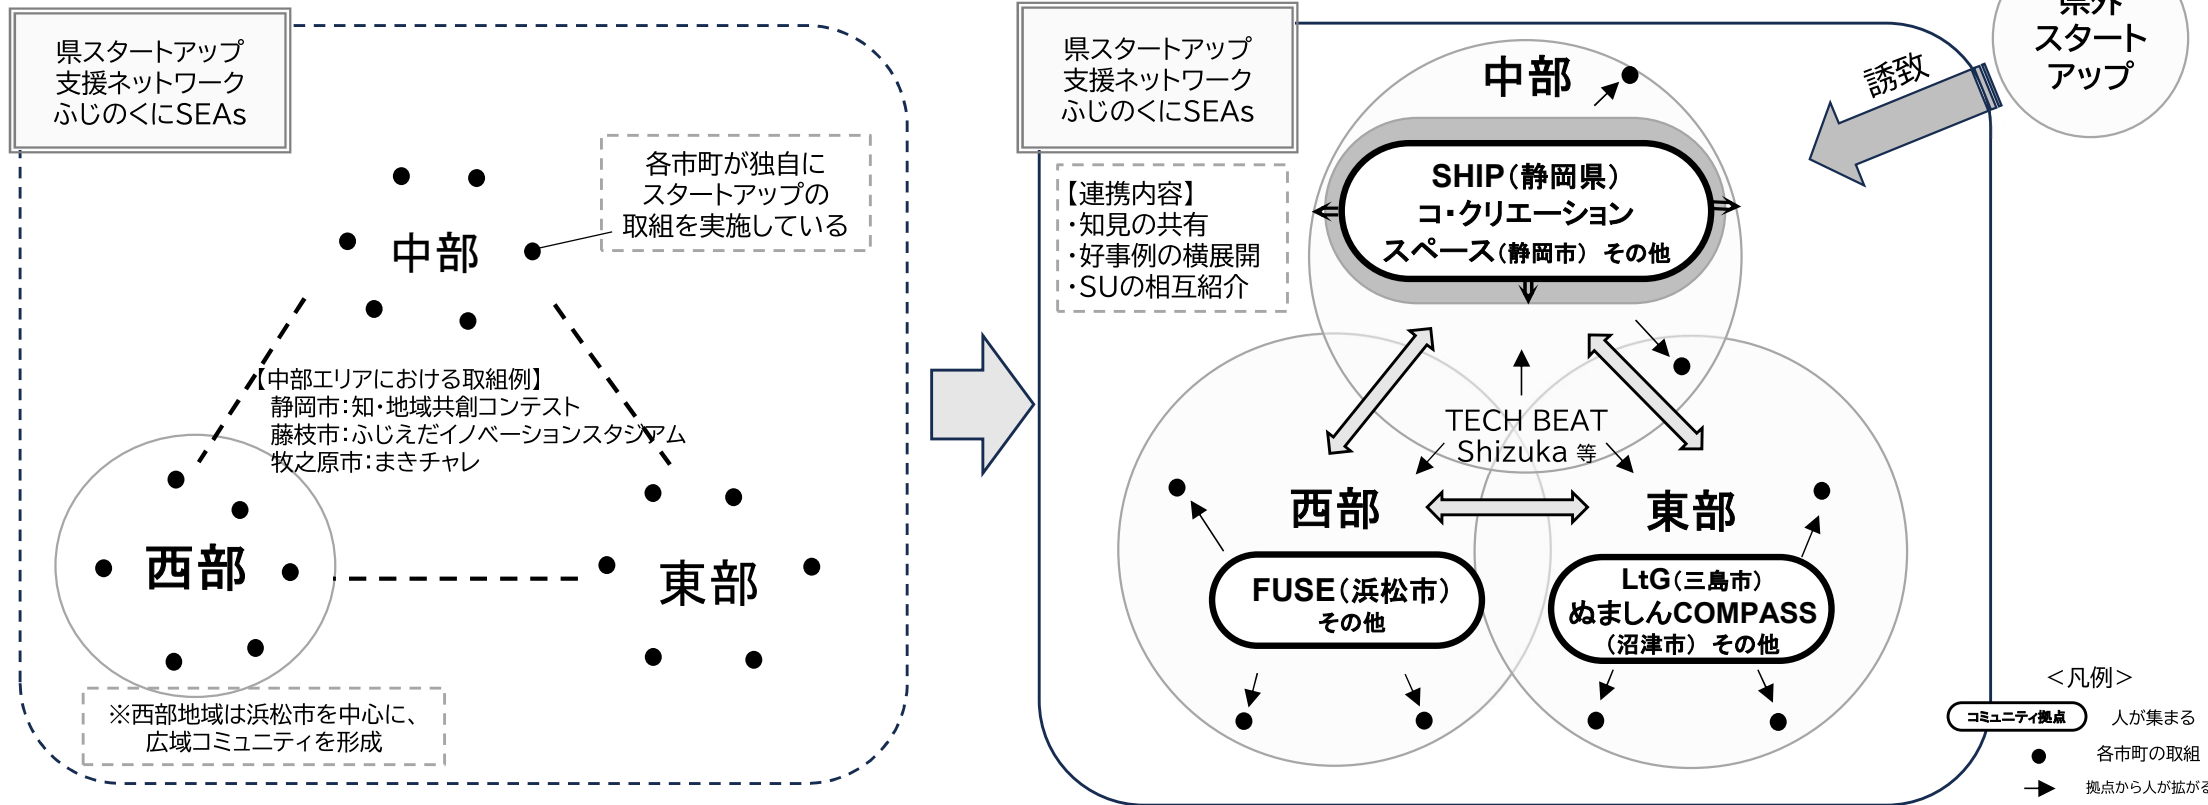 県スタートアップ
支援ネットワーク
ふじのくにSEAs
各市町が独自に
スタートアップの
取組を実施している
中部
【中部エリアにおける取組例】
静岡市：知・地域共創コンテスト
藤枝市：ふじえだイノベーションスタジアム
牧之原市：まきチャレ
西部
東部
※西部地域は浜松市を中心に、
広域コミュニティを形成
県スタートアップ
支援ネットワーク
ふじのくにSEAs
【連携内容】
・知見の共有
・好事例の横展開
・SUの相互紹介
中部
SHIP（静岡県）
コ・クリエーション
スペース（静岡市） その他
県外
スタート
アップ
誘致
TECH BEAT
Shizuka 等
西部
東部
FUSE（浜松市）
その他
LtG（三島市）
ぬましんCOMPASS
（沼津市） その他
＜凡例＞
コミュニティ拠点 人が集まる
各市町の取組
拠点から人が拡がる